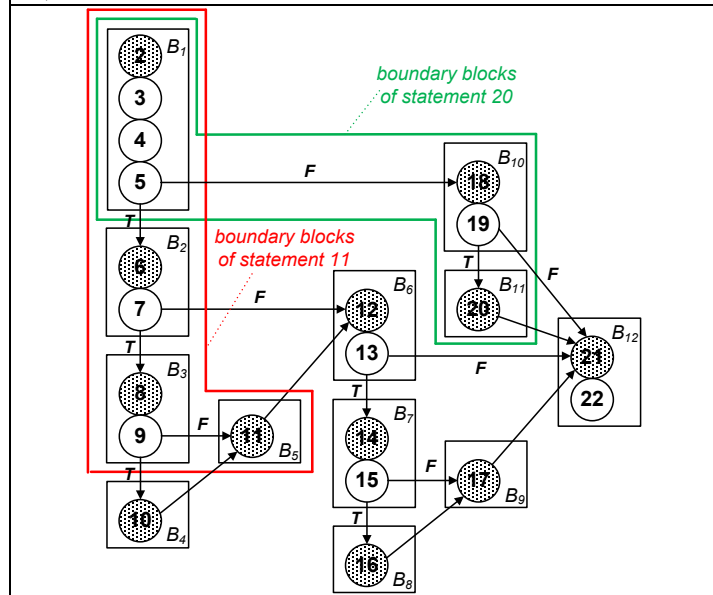 2
B1
3
4
5
T
F
boundary blocks
of statement 20
18
B10
19
T
F
20
B11
6
B2
7
T
F
boundary blocks
of statement 11
12
B6
13
T
F
21
B12
22
8
B3
9
T
F
11
B5
10
B4
14
B7
15
T
F
17
B9
16
B8